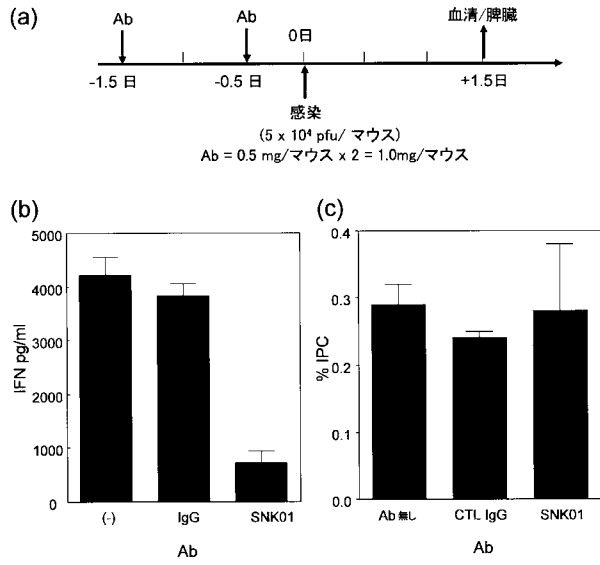 (a)
Ab
Ab
0日
血清/脾臓
-1.5 日
-0.5 日
+1.5日
感染
(5 x 10⁴ pfu/ マウス)
Ab = 0.5 mg/マウス x 2 = 1.0mg/マウス
(b)
5000
4000
3000
2000
1000
0
IFN pg/ml
(-)
IgG
SNK01
Ab
(c)
0.4
0.3
0.2
0.1
0.0
% IPC
Ab 無し
CTL IgG
SNK01
Ab